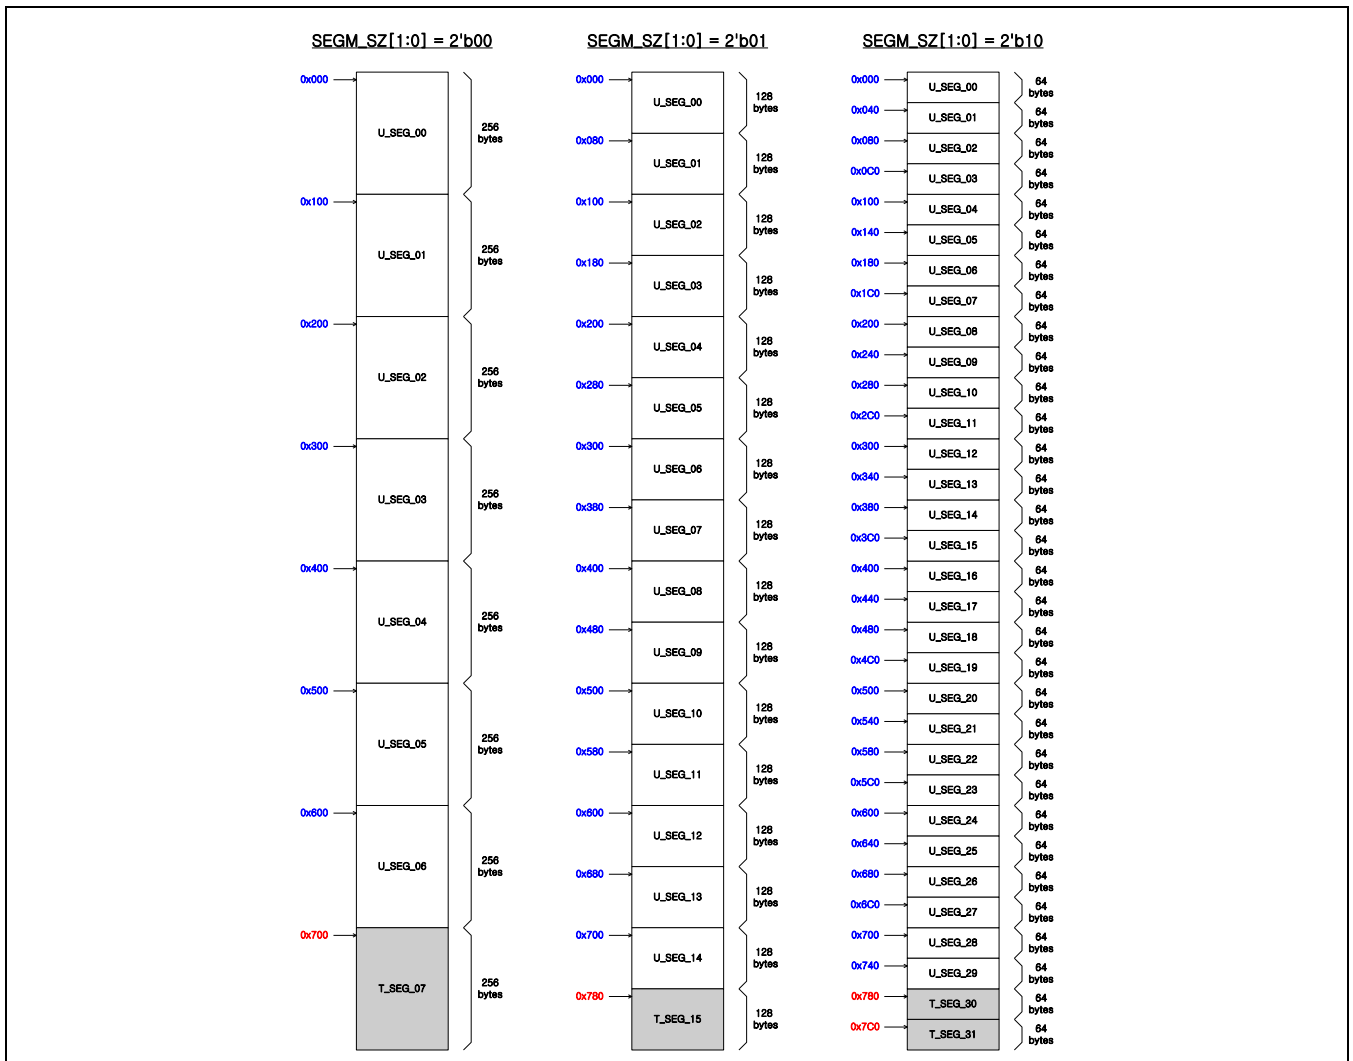 SEGM_SZ[1:0] = 2'b00
0x000
U_SEG_00
256
bytes
0x100
U_SEG_01
256
bytes
0x200
U_SEG_02
256
bytes
0x300
U_SEG_03
256
bytes
0x400
U_SEG_04
256
bytes
0x500
U_SEG_05
256
bytes
0x600
U_SEG_06
256
bytes
0x700
T_SEG_07
256
bytes
SEGM_SZ[1:0] = 2'b01
0x000
U_SEG_00
128
bytes
0x080
U_SEG_01
128
bytes
0x100
U_SEG_02
128
bytes
0x180
U_SEG_03
128
bytes
0x200
U_SEG_04
128
bytes
0x280
U_SEG_05
128
bytes
0x300
U_SEG_06
128
bytes
0x380
U_SEG_07
128
bytes
0x400
U_SEG_08
128
bytes
0x480
U_SEG_09
128
bytes
0x500
U_SEG_10
128
bytes
0x580
U_SEG_11
128
bytes
0x600
U_SEG_12
128
bytes
0x680
U_SEG_13
128
bytes
0x700
U_SEG_14
128
bytes
0x780
T_SEG_15
128
bytes
SEGM_SZ[1:0] = 2'b10
0x000
U_SEG_00
64
bytes
0x040
U_SEG_01
64
bytes
0x080
U_SEG_02
64
bytes
0x0C0
U_SEG_03
64
bytes
0x100
U_SEG_04
64
bytes
0x140
U_SEG_05
64
bytes
0x180
U_SEG_06
64
bytes
0x1C0
U_SEG_07
64
bytes
0x200
U_SEG_08
64
bytes
0x240
U_SEG_09
64
bytes
0x280
U_SEG_10
64
bytes
0x2C0
U_SEG_11
64
bytes
0x300
U_SEG_12
64
bytes
0x340
U_SEG_13
64
bytes
0x380
U_SEG_14
64
bytes
0x3C0
U_SEG_15
64
bytes
0x400
U_SEG_16
64
bytes
0x440
U_SEG_17
64
bytes
0x480
U_SEG_18
64
bytes
0x4C0
U_SEG_19
64
bytes
0x500
U_SEG_20
64
bytes
0x540
U_SEG_21
64
bytes
0x580
U_SEG_22
64
bytes
0x5C0
U_SEG_23
64
bytes
0x600
U_SEG_24
64
bytes
0x640
U_SEG_25
64
bytes
0x680
U_SEG_26
64
bytes
0x6C0
U_SEG_27
64
bytes
0x700
U_SEG_28
64
bytes
0x740
U_SEG_29
64
bytes
0x780
T_SEG_30
64
bytes
0x7C0
T_SEG_31
64
bytes